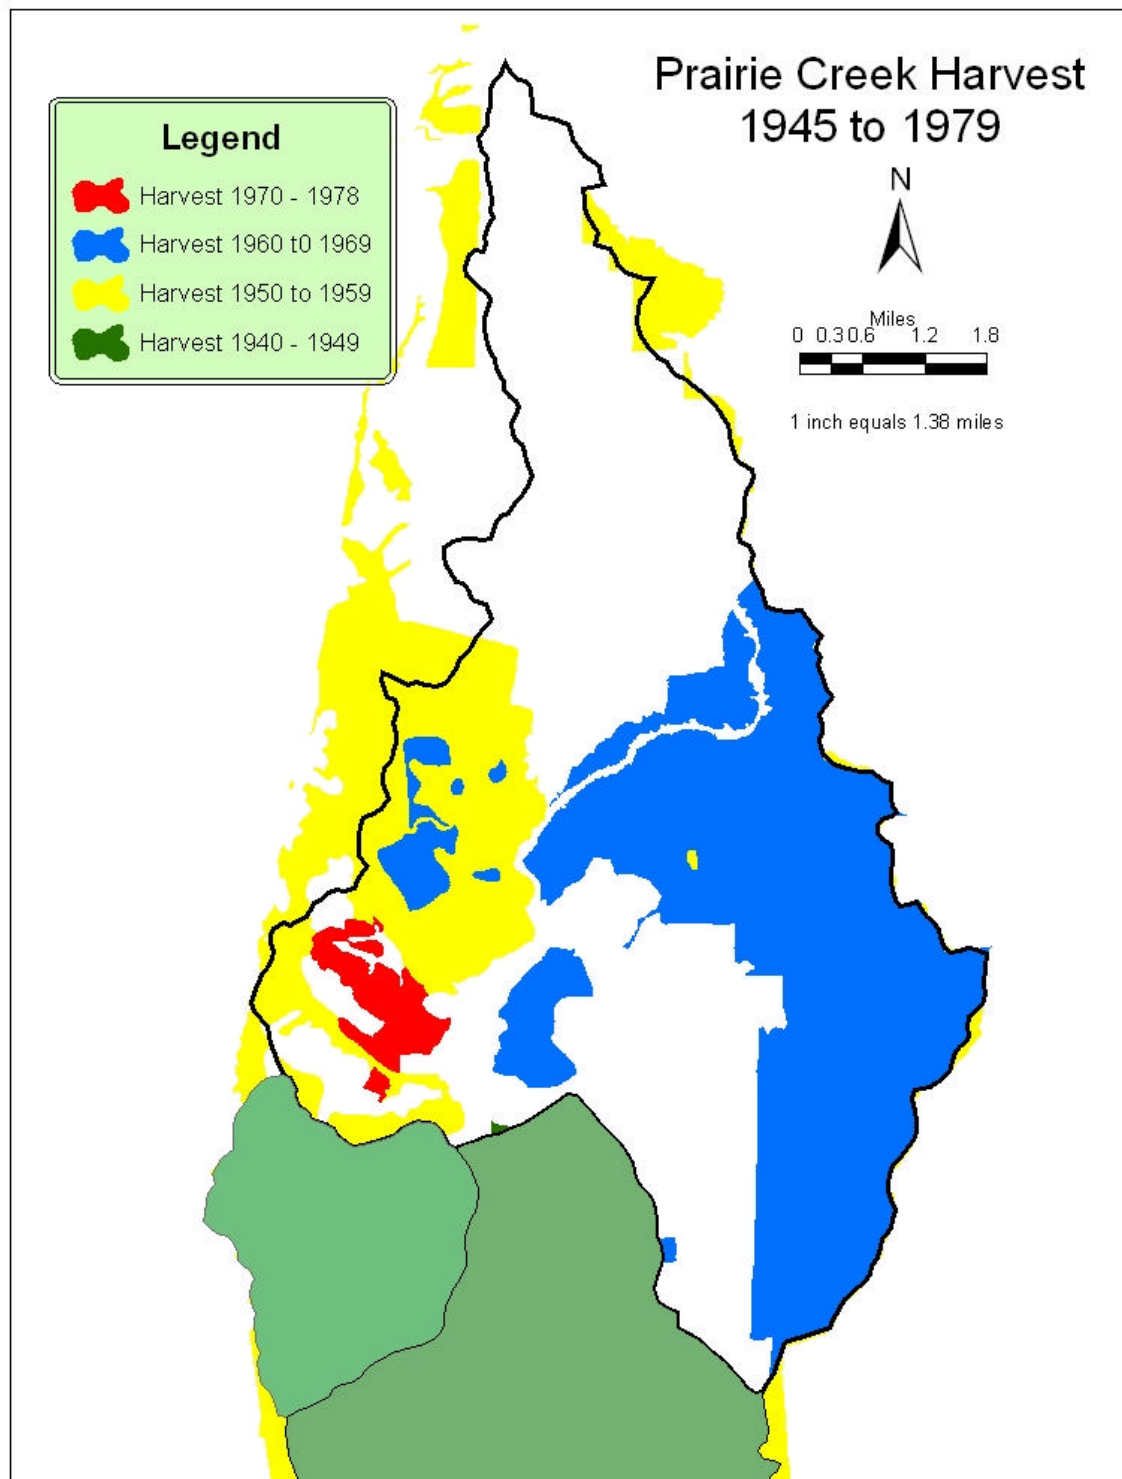 Prairie Creek Harvest
1945 to 1979
Legend
Harvest 1970 - 1978
Harvest 1960 t0 1969
Harvest 1950 to 1959
Harvest 1940 - 1949
N
Miles
0 0.3 0.6 1.2 1.8
1 inch equals 1.38 miles